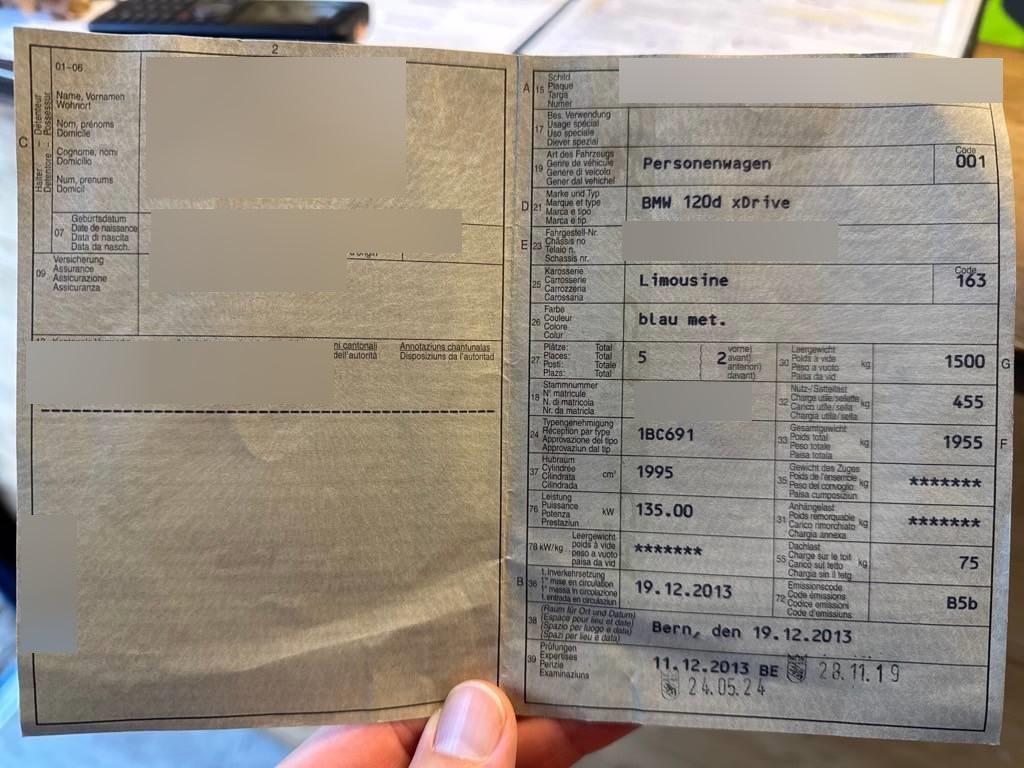 2
01-06
C
Halter – Détenteur
Detentore – Possessur
Name, Vornamen
Wohnort
Nom, prénoms
Domicile
Cognome, nomi
Domicilio
Num, prenums
Domicil
07
Geburtsdatum
Date de naissance
Data di nascita
Data da nasch.
09
Versicherung
Assurance
Assicurazione
Assicuranza
ni cantonali
dell'autorità
Annotaziuns chantunalas
Disposiziuns da l'autoritad
A 15
Schild
Plaque
Targa
Numer
17
Bes. Verwendung
Usage spécial
Uso speciale
Diever spezial
19
Art des Fahrzeugs
Genre de véhicule
Genere di veicolo
Gener dal vehichel
Personenwagen
Code
001
D 21
Marke und Typ
Marque et type
Marca e tipo
Marca e tip
BMW 120d xDrive
E 23
Fahrgestell-Nr.
Châssis no
Telaio n.
Schassis nr.
25
Karosserie
Carrosserie
Carrozzeria
Carossaria
Limousine
Code
163
26
Farbe
Couleur
Colore
Colur
blau met.
27
Plätze: Total
Places: Total
Posti: Totale
Plazs: Total
5
2
vorne)
avant)
anteriori)
davant)
30
Leergewicht
Poids à vide
Peso a vuoto
Paisa da vid
kg
1500
G
18
Stammnummer
N° matricule
N. di matricola
Nr. da matricla
32
Nutz-/Sattellast
Charge utile/sellette
Carico utile/sella
Chargia utila/sella
kg
455
24
Typengenehmigung
Réception par type
Approvazione del tipo
Approvaziun dal tip
1BC691
33
Gesamtgewicht
Poids total
Peso totale
Paisa totala
kg
1955
F
37
Hubraum
Cylindrée
Cilindrata
Cilindrada
cm³
1995
35
Gewicht des Zuges
Poids de l'ensemble
Peso del convoglio
Paisa cumposiziun
kg
*******
76
Leistung
Puissance
Potenza
Prestaziun
kW
135.00
31
Anhängelast
Poids remorquable
Carico rimorchiato
Chargia annexa
kg
*******
78 kW/kg
Leergewicht
poids à vide
peso a vuoto
paisa da vid
*******
55
Dachlast
Charge sur le toit
Carico sul tetto
Chargia sin il tetg
kg
75
B 36
1. Inverkehrsetzung
1re mise en circulation
1a messa in circolazione
1. entrada en circulaziun
19.12.2013
72
Emissionscode
Code émissions
Codice emissioni
Code d'emissiuns
B5b
38
(Raum für Ort und Datum)
(Espace pour lieu et date)
(Spazio per luogo e data)
(Spazi per lieu e data)
Bern, den 19.12.2013
39
Prüfungen
Expertises
Perizie
Examinaziuns
11.12.2013 BE 28.11.19
24.05.24